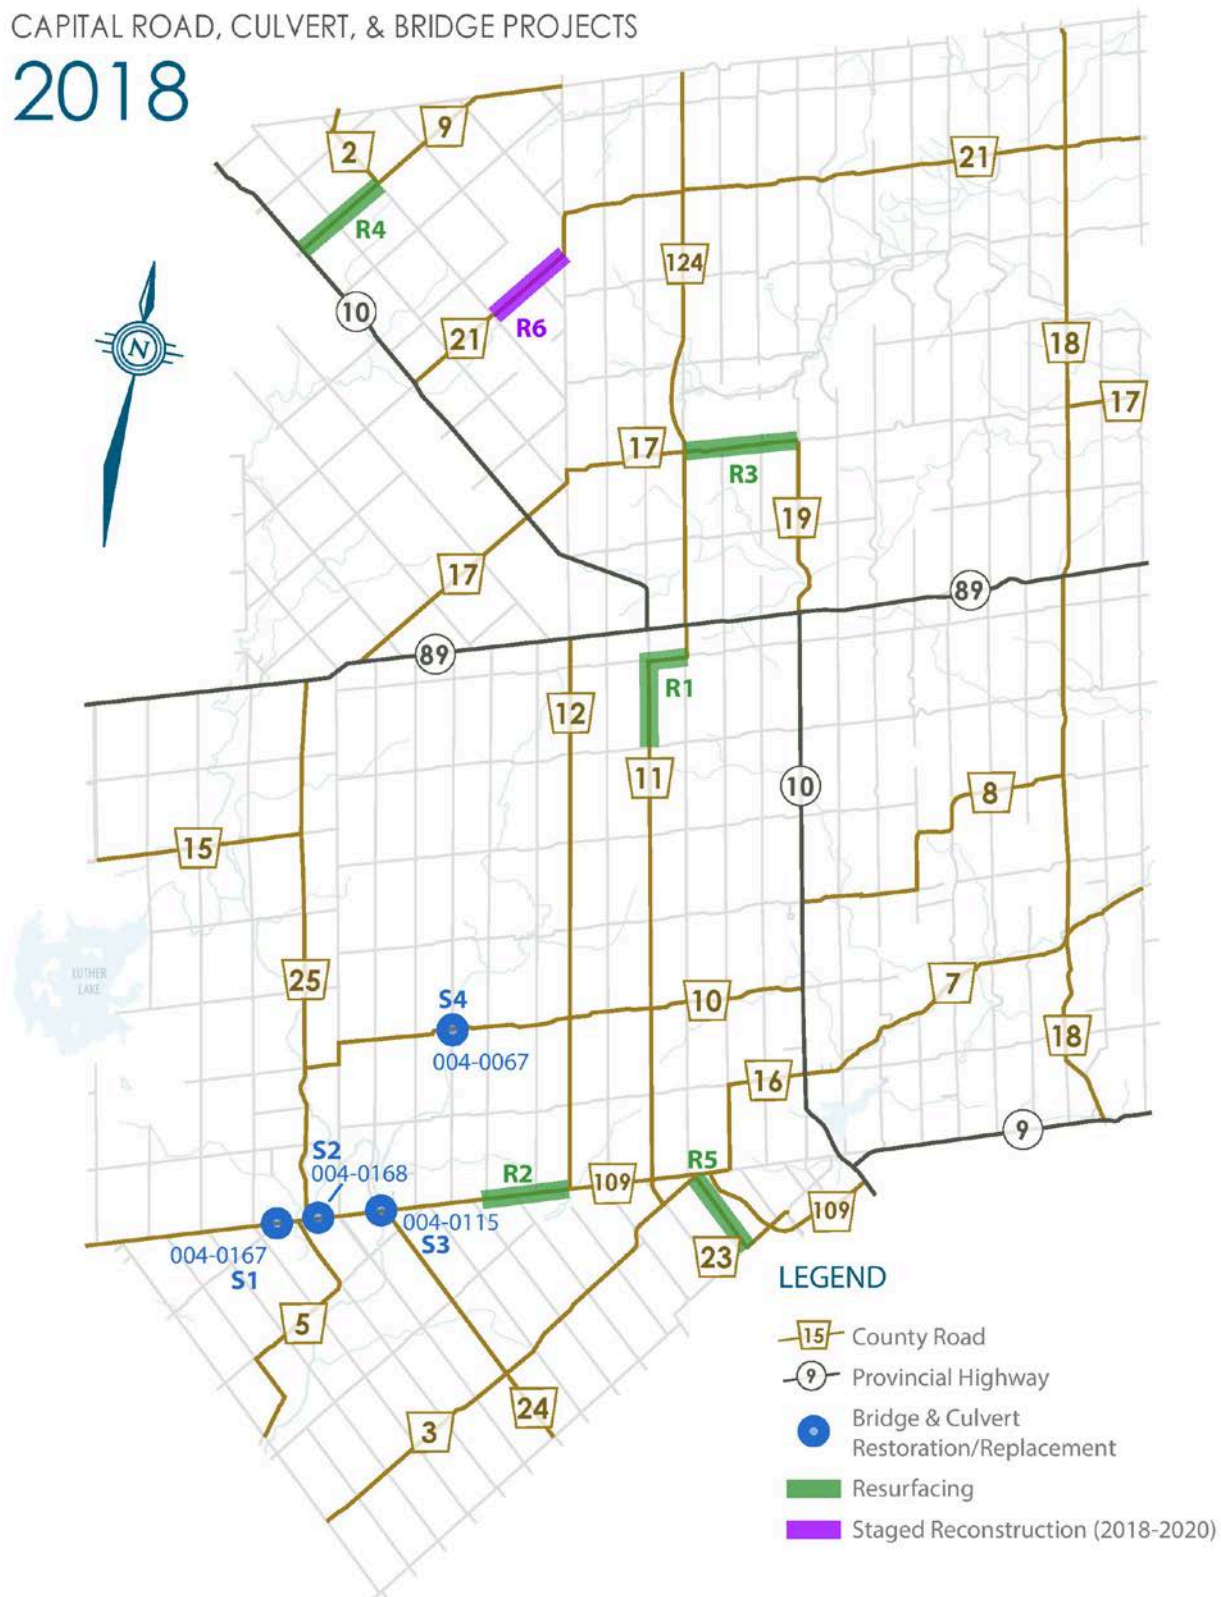 CAPITAL ROAD, CULVERT, & BRIDGE PROJECTS
2018
9
2
21
R4
124
10
R6
21
18
17
17
R3
19
17
89
89
R1
12
11
10
8
15
25
7
S4
10
004-0067
18
16
9
S2
R5
004-0168
R2
109
109
004-0115
S3
004-0167
S1
23
5
24
3
LUTHER
LAKE
N
LEGEND
15 County Road
9 Provincial Highway
Bridge & Culvert
Restoration/Replacement
Resurfacing
Staged Reconstruction (2018-2020)